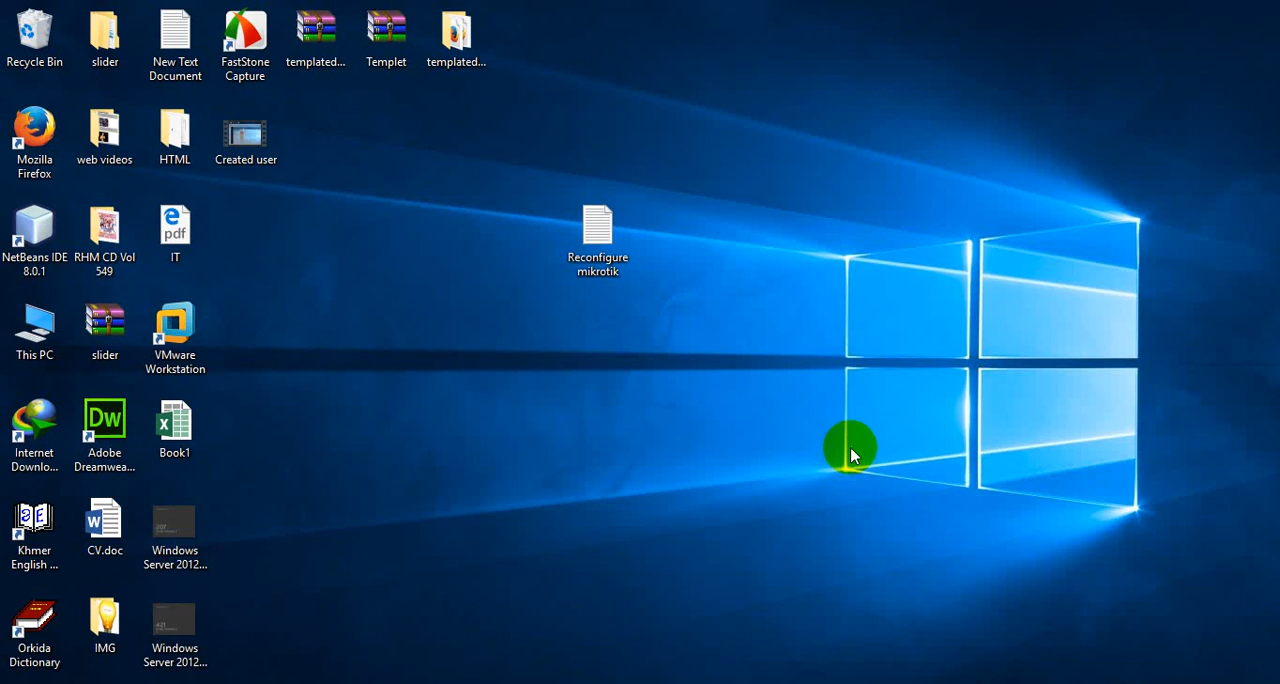 Recycle Bin
slider
New Text
Document
FastStone
Capture
templated...
Templet
templated...
Mozilla
Firefox
web videos
HTML
Created user
NetBeans IDE
8.0.1
RHM CD Vol
549
pdf
IT
Reconfigure
mikrotik
This PC
slider
VMware
Workstation
Internet
Downlo...
Dw
Adobe
Dreamwea...
Book1
Khmer
English ...
CV.doc
Windows
Server 2012...
Orkida
Dictionary
IMG
Windows
Server 2012...